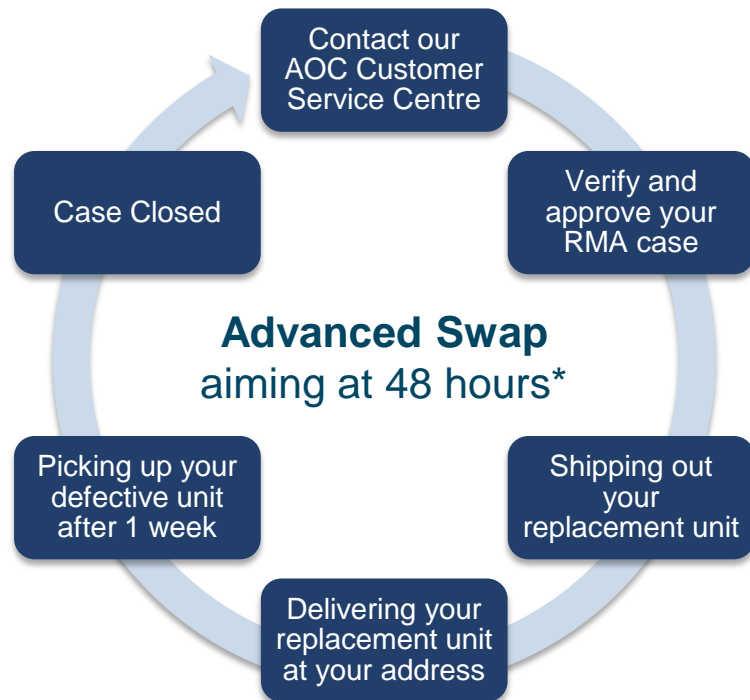 Contact our
AOC Customer
Service Centre
Verify and
approve your
RMA case
Shipping out
your
replacement unit
Delivering your
replacement unit
at your address
Picking up your
defective unit
after 1 week
Case Closed
Advanced Swap
aiming at 48 hours*